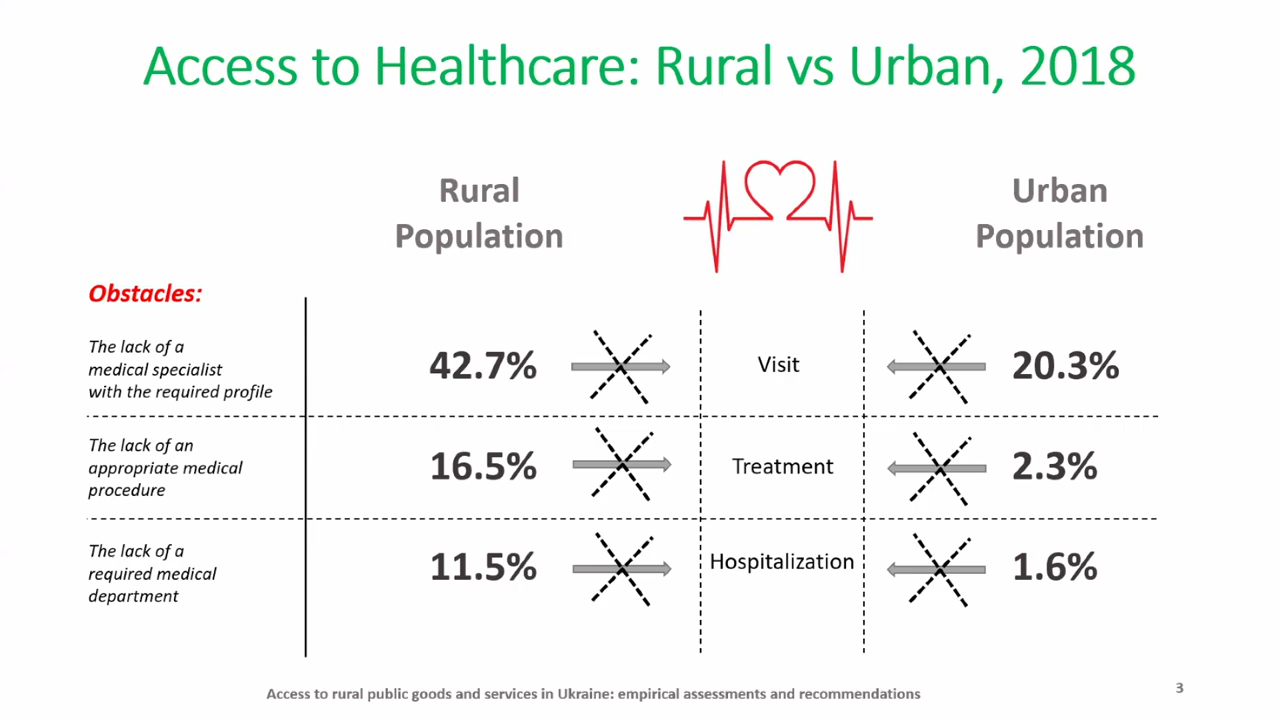 Access to Healthcare: Rural vs Urban, 2018
Rural
Population
Urban
Population
Obstacles:
The lack of a
medical specialist
with the required profile
42.7%
Visit
20.3%
The lack of an
appropriate medical
procedure
16.5%
Treatment
2.3%
The lack of a
required medical
department
11.5%
Hospitalization
1.6%
Access to rural public goods and services in Ukraine: empirical assessments and recommendations
3